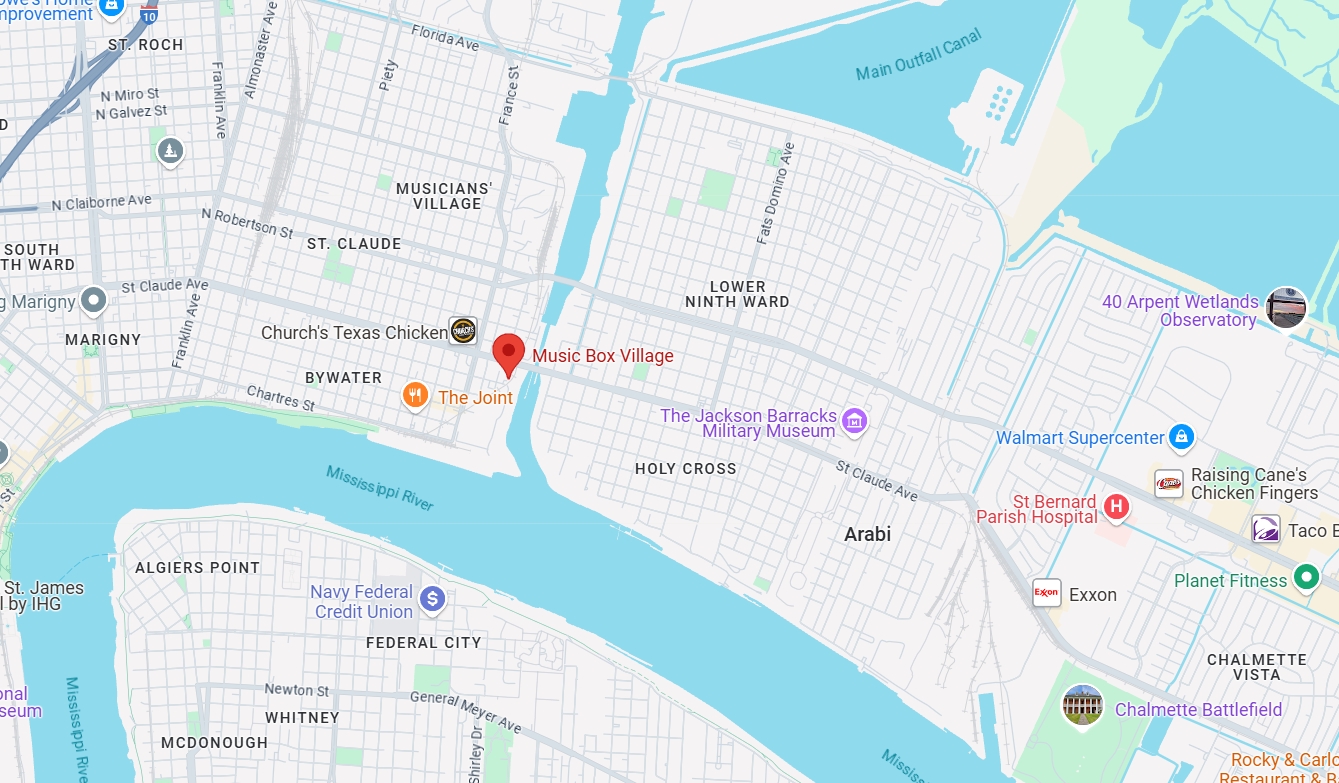 owe's Home
mprovement
10
ST. ROCH
Almonaster Ave
Florida Ave
Main Outfall Canal
Piety
France St
N Miro St
N Galvez St
Franklin Ave
D
Fats Domino Ave
MUSICIANS'
VILLAGE
N Claiborne Ave
N Robertson St
ST. CLAUDE
SOUTH
TH WARD
St Claude Ave
LOWER
NINTH WARD
g Marigny
40 Arpent Wetlands
Observatory
MARIGNY
Franklin Ave
Church's Texas Chicken
CHURCH'S
Music Box Village
BYWATER
The Joint
Chartres St
The Jackson Barracks
Military Museum
Walmart Supercenter
HOLY CROSS
St Claude Ave
Mississippi River
Raising Cane's
Chicken Fingers
St
St Bernard
Parish Hospital
H
Arabi
Taco B
ALGIERS POINT
St. James
l by IHG
Navy Federal
Credit Union
$
Planet Fitness
Exxon
Exxon
FEDERAL CITY
CHALMETTE
VISTA
onal
seum
Mississippi Rive
Newton St
General Meyer Ave
WHITNEY
Shirley Dr
Chalmette Battlefield
MCDONOUGH
Mississ
Rocky & Carlo
Restaurant & B